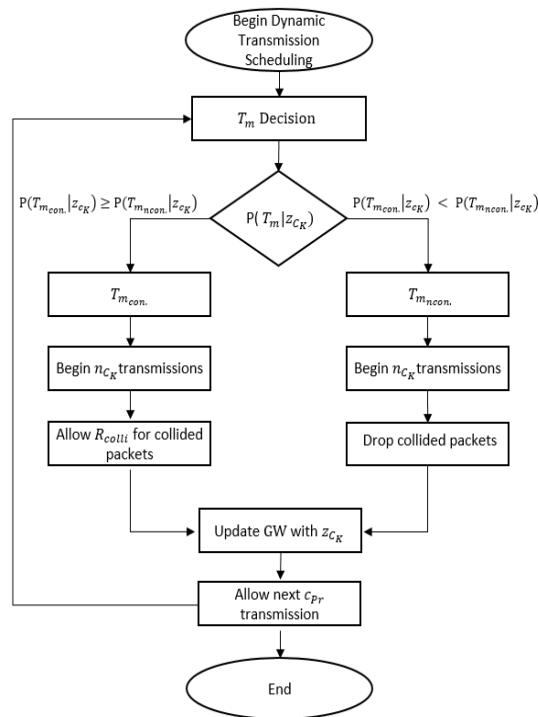 Begin Dynamic
Transmission
Scheduling
T_m Decision
P(T_{m_{con.}}|z_{c_K}) ≥ P(T_{m_{ncon.}}|z_{c_K})
P( T_m|z_{C_K})
P(T_{m_{con.}}|z_{c_K}) < P(T_{m_{ncon.}}|z_{c_K})
T_{m_{con.}}
T_{m_{ncon.}}
Begin n_{C_K} transmissions
Begin n_{C_K} transmissions
Allow R_{colli} for collided
packets
Drop collided packets
Update GW with z_{C_K}
Allow next c_{Pr}
transmission
End